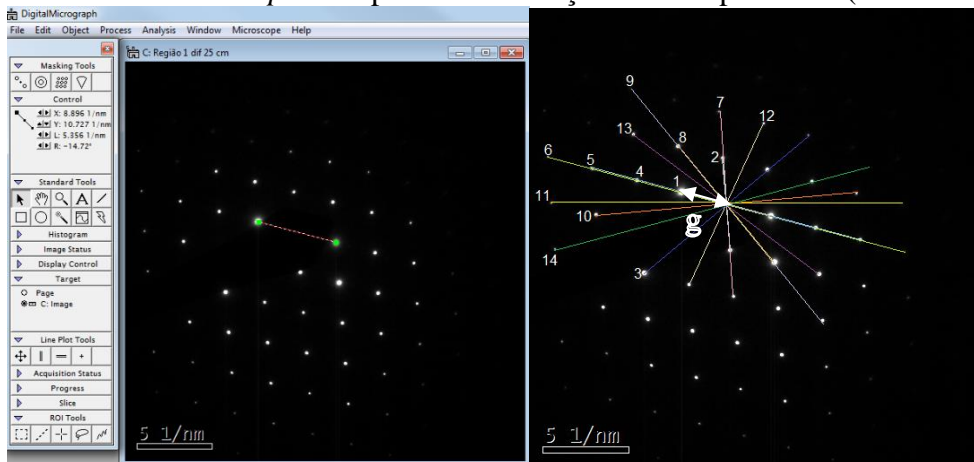 DigitalMicrograph
File Edit Object Process Analysis Window Microscope Help
Masking Tools
Control
X: 8.896 1/nm
Y: 10.727 1/nm
L: 5.356 1/nm
R: -14.72°
Standard Tools
A
Histogram
Image Status
Display Control
Target
Page
C: Image
Line Plot Tools
Acquisition Status
Progress
Slice
ROI Tools
C: Região 1 dif 25 cm
5 1/nm
9
7
12
13
8
6
2
5
4
1
11
g
10
14
3
5 1/nm